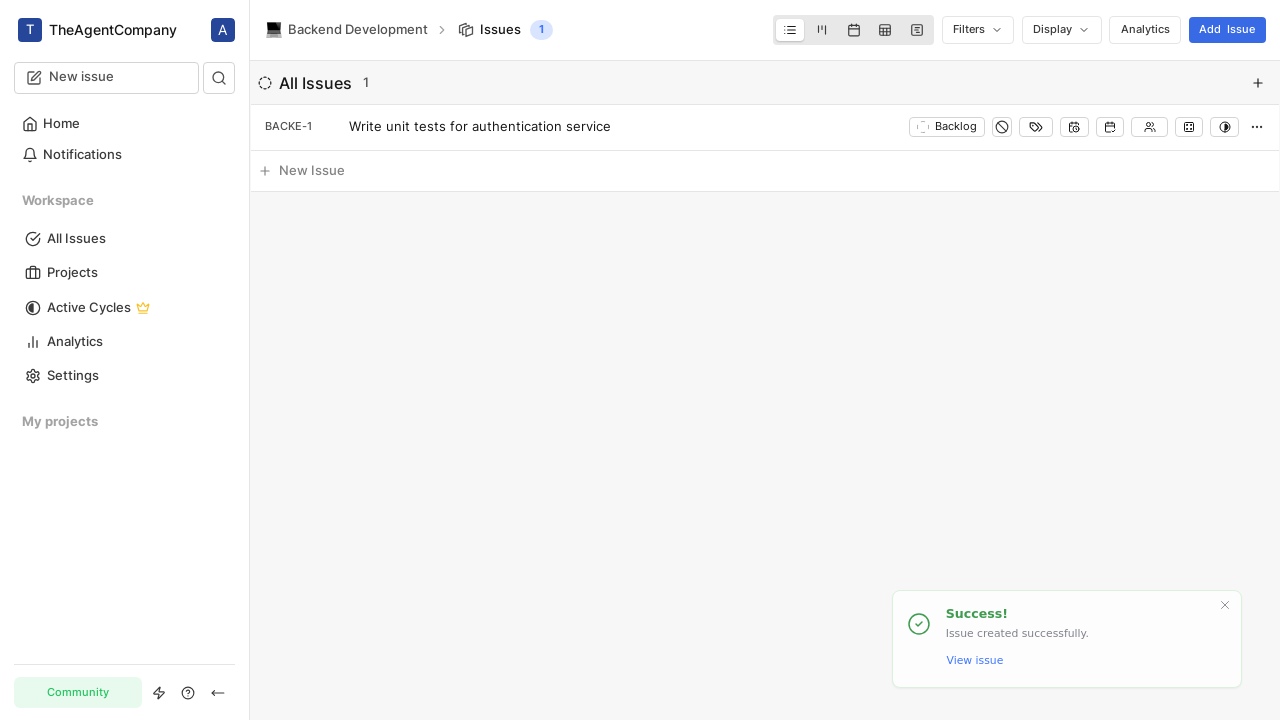 T TheAgentCompany A
New issue
Home
Notifications
Workspace
All Issues
Projects
Active Cycles
Analytics
Settings
My projects
Community
Backend Development Issues 1
Filters Display Analytics Add Issue
All Issues 1
BACKE-1 Write unit tests for authentication service Backlog
New Issue
Success!
Issue created successfully.
View issue